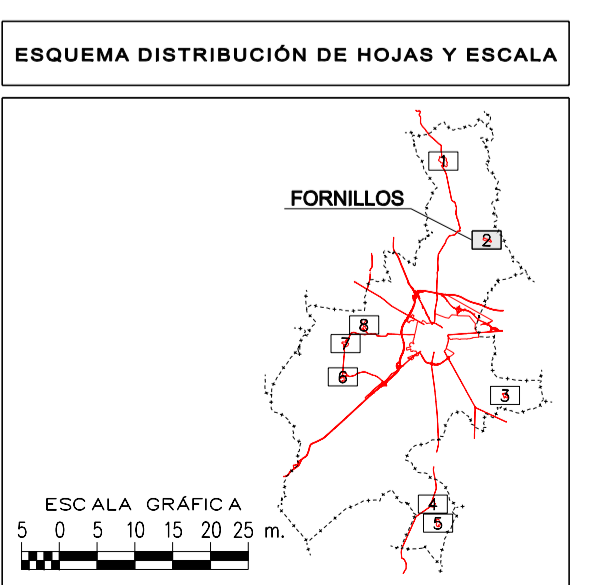 ESQUEMA DISTRIBUCIÓN DE HOJAS Y ESCALA
1
FORNILLOS
2
8
7
6
3
4
5
ESCALA GRÁFICA
5 0 5 10 15 20 25 m.